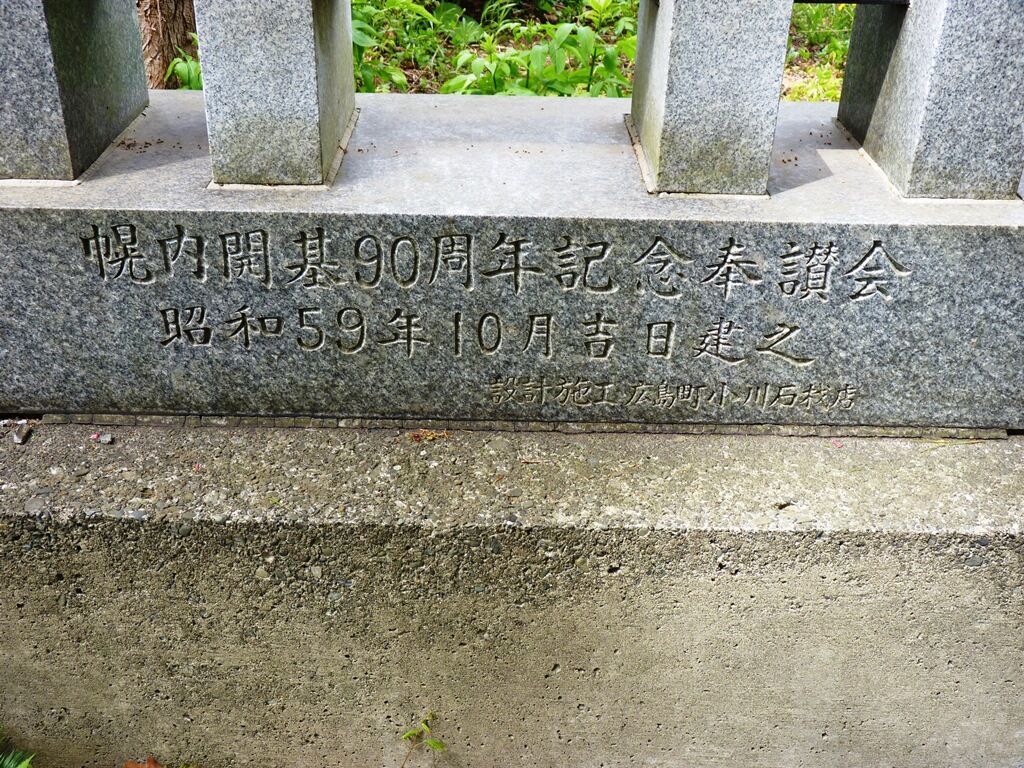 幌内開基90周年記念奉讃会
昭和59年10月吉日建之
設計施工 広島町小川石材店